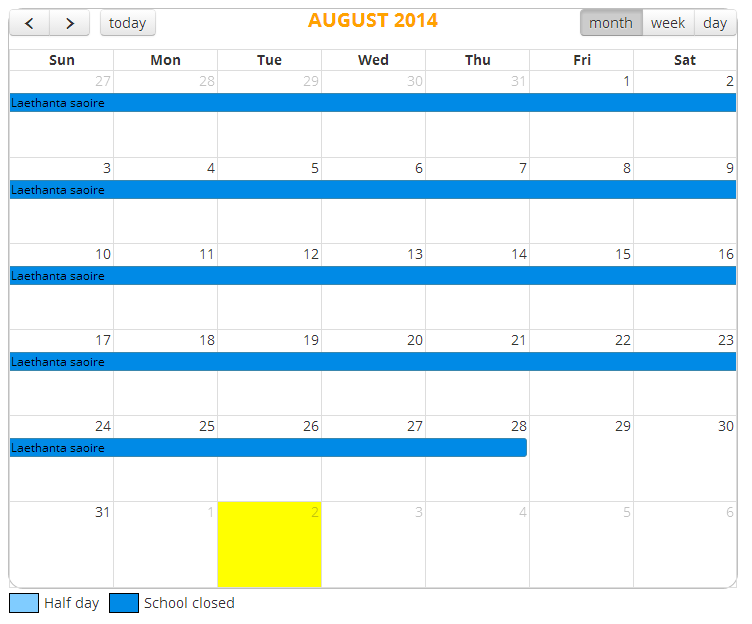 today AUGUST 2014 month week day
Sun Mon Tue Wed Thu Fri Sat
27 28 29 30 31 1 2
Laethanta saoire
3 4 5 6 7 8 9
Laethanta saoire
10 11 12 13 14 15 16
Laethanta saoire
17 18 19 20 21 22 23
Laethanta saoire
24 25 26 27 28 29 30
Laethanta saoire
31 1 2 3 4 5 6
Half day School closed